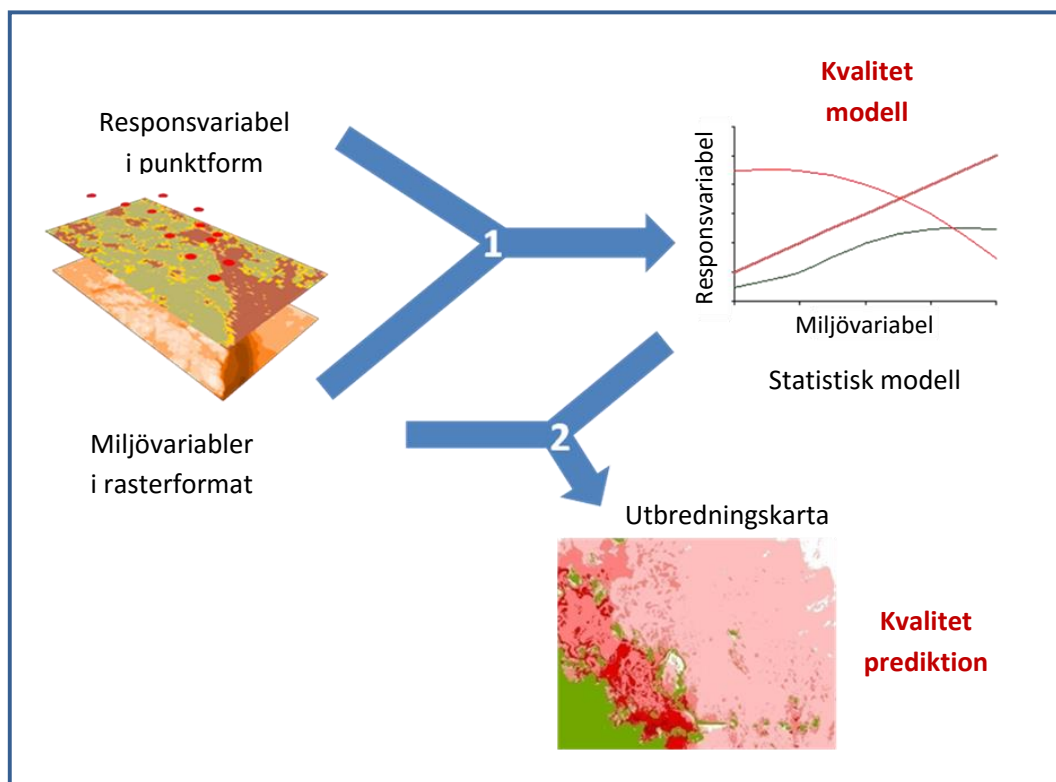 Responsvariabel
i punktform
Miljövariabler
i rasterformat
1
Kvalitet
modell
Responsvariabel
Miljövariabel
Statistisk modell
2
Utbredningskarta
Kvalitet
prediktion